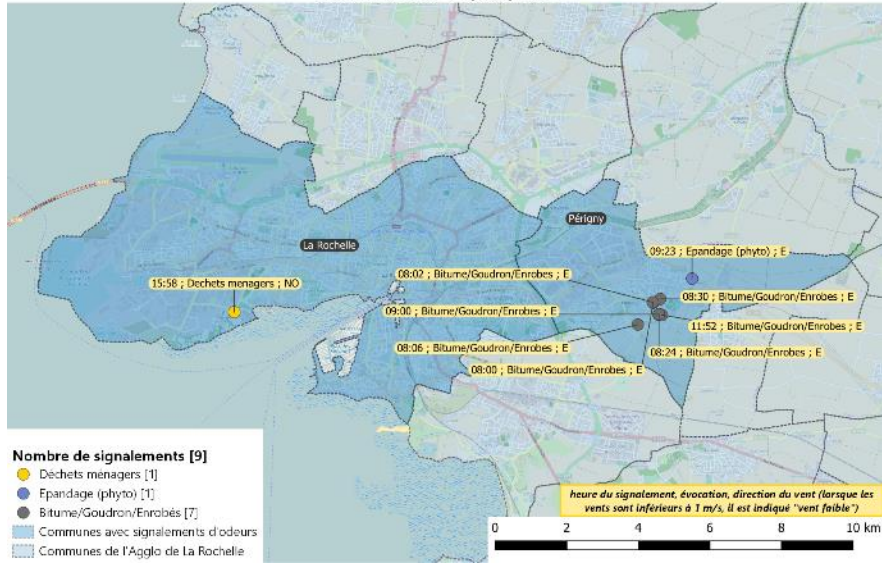 Périgny
La Rochelle
09:23 ; Epandage (phyto) ; E
08:02 ; Bitume/Goudron/Enrobes ; E
15:58 ; Dechets menagers ; NO
08:30 ; Bitume/Goudron/Enrobes ; E
09:00 ; Bitume/Goudron/Enrobes ; E
11:52 ; Bitume/Goudron/Enrobes ; E
08:06 ; Bitume/Goudron/Enrobes ; E
08:24 ; Bitume/Goudron/Enrobes ; E
08:00 ; Bitume/Goudron/Enrobes ; E
Nombre de signalements [9]
Déchets ménagers [1]
Epandage (phyto) [1]
Bitume/Goudron/Enrobés [7]
Communes avec signalements d'odeurs
Communes de l'Agglo de La Rochelle
heure du signalement, évocation, direction du vent (lorsque les
vents sont inférieurs à 1 m/s, il est indiqué "vent faible")
0 2 4 6 8 10 km